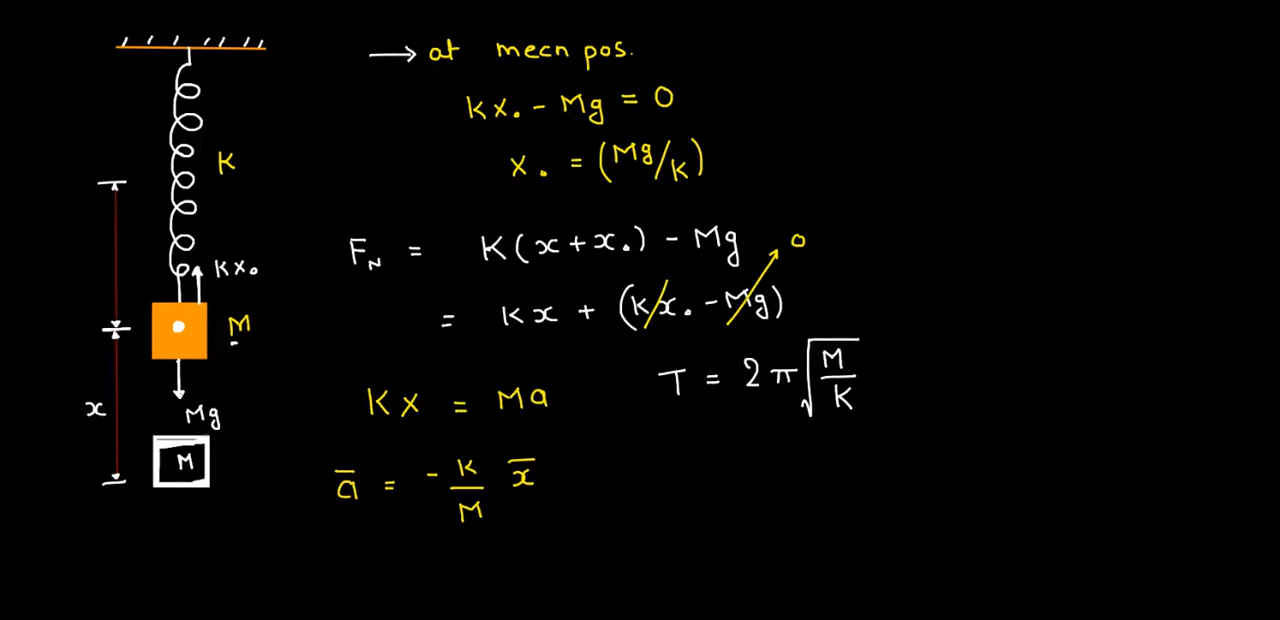 → at mecn pos.
Kx₀ - Mg = 0
x₀ = (Mg/K)
K
F_N = K(x + x₀) - Mg 0
Kx₀
= Kx + (Kx₀ - Mg)
M
T = 2π√(M/K)
Kx = Ma
x
Mg
M
a̅ = - K/M x̅